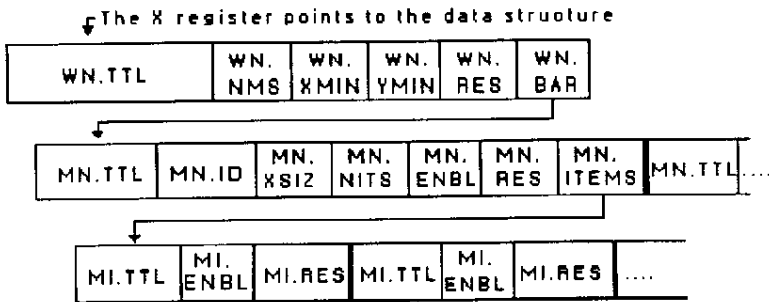 The X register points to the data structure
WN.TTL WN. NMS WN. XMIN WN. YMIN WN. RES WN. BAR
MN.TTL MN.ID MN. XSIZ MN. NITS MN. ENBL MN. RES MN. ITEMS MN.TTL ....
MI.TTL MI. ENBL MI.RES MI.TTL MI. ENBL MI.RES ....